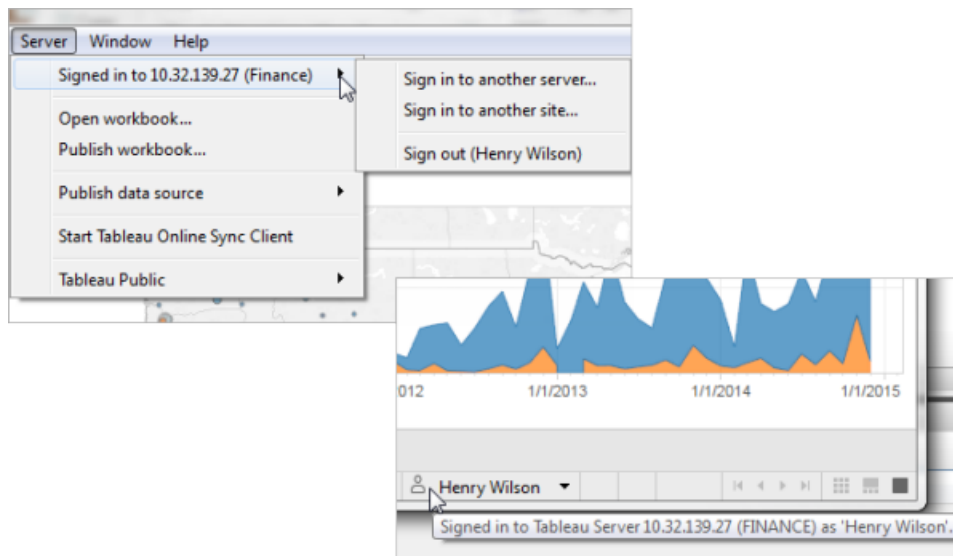 Server Window Help
Signed in to 10.32.139.27 (Finance)
Sign in to another server...
Sign in to another site...
Open workbook...
Publish workbook...
Sign out (Henry Wilson)
Publish data source
Start Tableau Online Sync Client
Tableau Public
012 1/1/2013 1/1/2014 1/1/2015
Henry Wilson
Signed in to Tableau Server 10.32.139.27 (FINANCE) as 'Henry Wilson'.